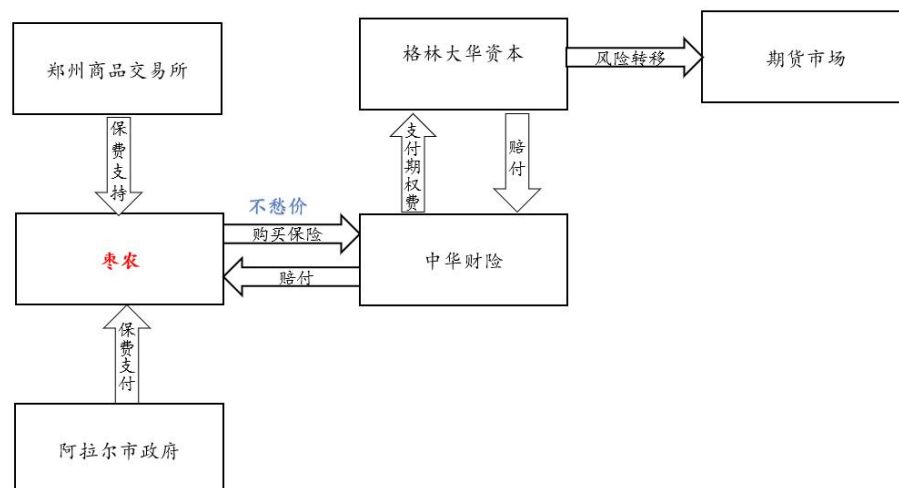 郑州商品交易所
格林大华资本
风险转移
期货市场
保费支持
支付期权费
赔付
不愁价
购买保险
枣农
中华财险
赔付
保费支付
阿拉尔市政府